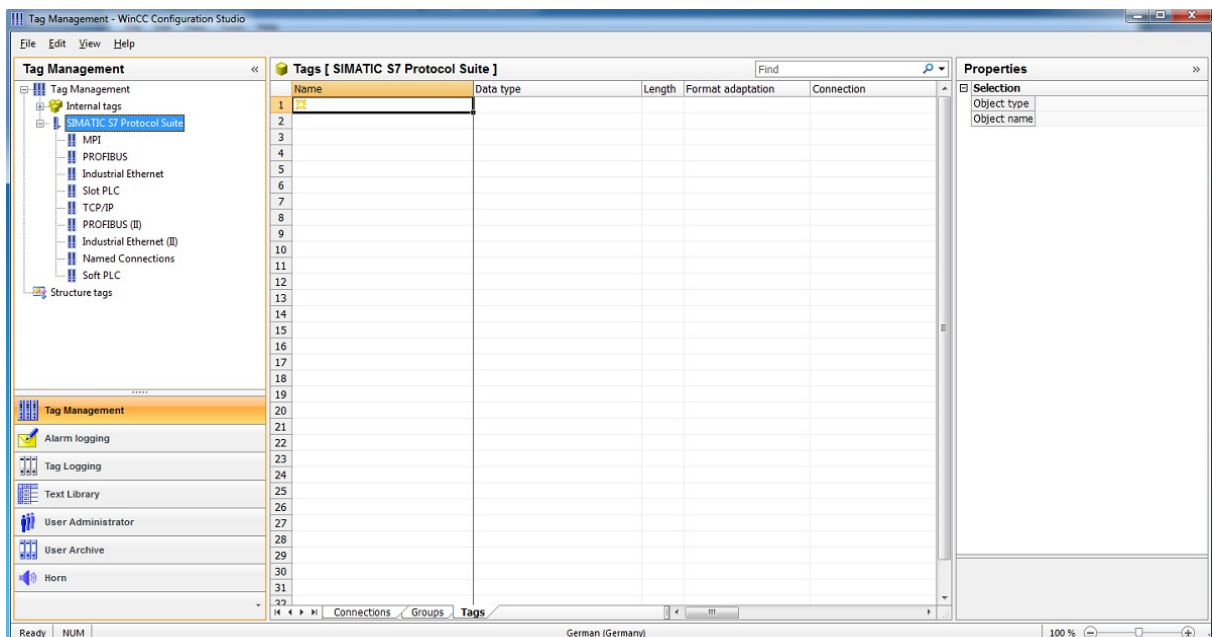 Tag Management - WinCC Configuration Studio
File Edit View Help
Tag Management «
Tag Management
Internal tags
SIMATIC S7 Protocol Suite
MPI
PROFIBUS
Industrial Ethernet
Slot PLC
TCP/IP
PROFIBUS (II)
Industrial Ethernet (II)
Named Connections
Soft PLC
Structure tags
Tag Management
Alarm logging
Tag Logging
Text Library
User Administrator
User Archive
Horn
Tags [ SIMATIC S7 Protocol Suite ] Find
Name Data type Length Format adaptation Connection
1
2
3
4
5
6
7
8
9
10
11
12
13
14
15
16
17
18
19
20
21
22
23
24
25
26
27
28
29
30
31
32
Connections Groups Tags
Properties »
Selection
Object type
Object name
Ready NUM German (Germany) 100 %